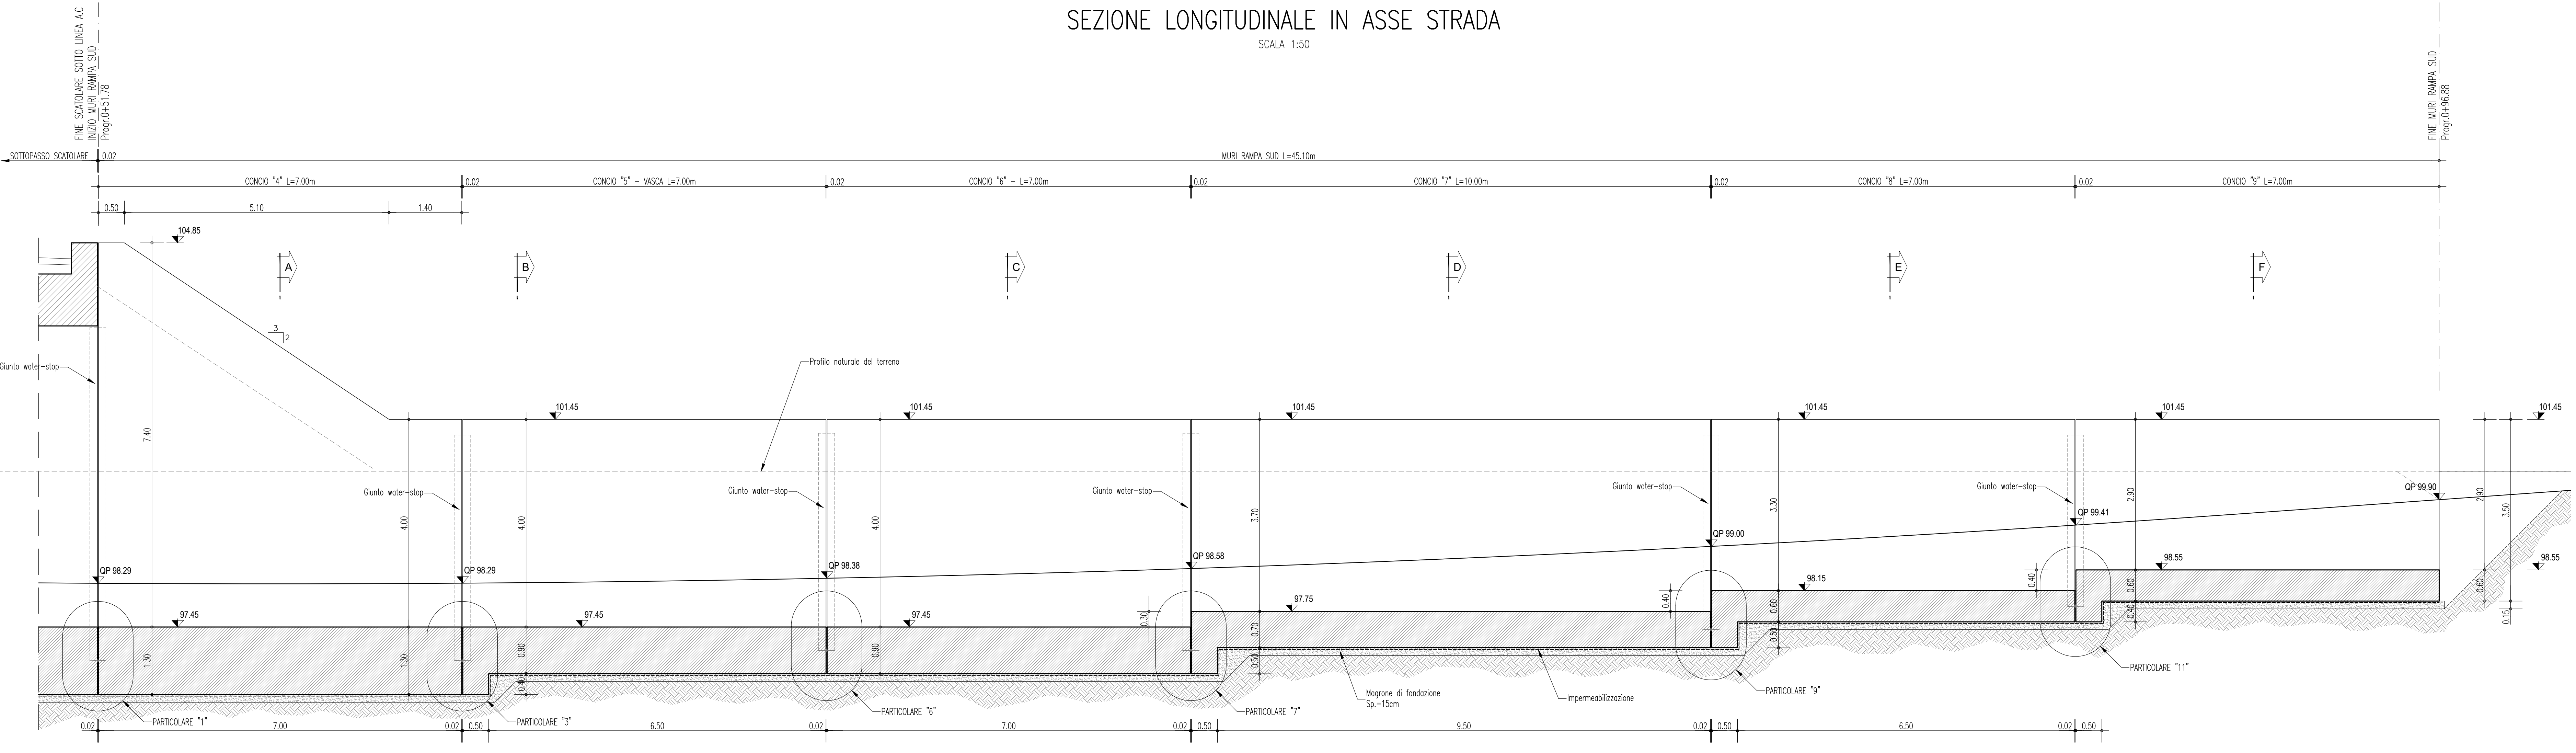 SEZIONE LONGITUDINALE IN ASSE STRADA
SCALA 1:50
FINE SCATOLARE SOTTO LINEA A.C
INIZIO MURI RAMPA SUD
Progr.0+51.78
FINE MURI RAMPA SUD
Progr.0+96.88
SOTTOPASSO SCATOLARE
0.02
MURI RAMPA SUD L=45.10m
CONCIO "4" L=7.00m
0.02
CONCIO "5" - VASCA L=7.00m
0.02
CONCIO "6" - L=7.00m
0.02
CONCIO "7" L=10.00m
0.02
CONCIO "8" L=7.00m
0.02
CONCIO "9" L=7.00m
0.50
5.10
1.40
104.85
A
B
C
D
E
F
3
2
Giunto water-stop
Profilo naturale del terreno
101.45
101.45
101.45
101.45
101.45
101.45
7.40
4.00
4.00
4.00
3.70
3.30
2.90
2.90
3.50
Giunto water-stop
Giunto water-stop
Giunto water-stop
Giunto water-stop
Giunto water-stop
QP 98.29
QP 98.29
QP 98.38
QP 98.58
QP 99.00
QP 99.41
QP 99.90
97.45
97.45
97.45
97.75
98.15
98.55
98.55
0.30
0.40
0.40
1.30
1.30
0.90
0.40
0.90
0.70
0.50
0.60
0.50
0.60
0.40
0.60
0.15
PARTICOLARE "1"
PARTICOLARE "3"
PARTICOLARE "6"
PARTICOLARE "7"
Magrone di fondazione
Sp.=15cm
Impermeabilizzazione
PARTICOLARE "9"
PARTICOLARE "11"
0.02
7.00
0.02
0.50
6.50
0.02
7.00
0.02
0.50
9.50
0.02
0.50
6.50
0.02
0.50